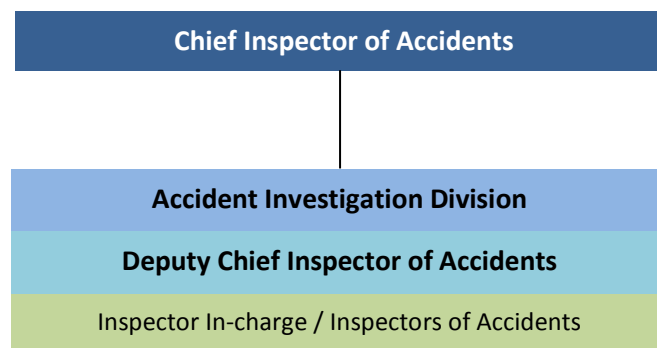 Chief Inspector of Accidents
Accident Investigation Division
Deputy Chief Inspector of Accidents
Inspector In-charge / Inspectors of Accidents